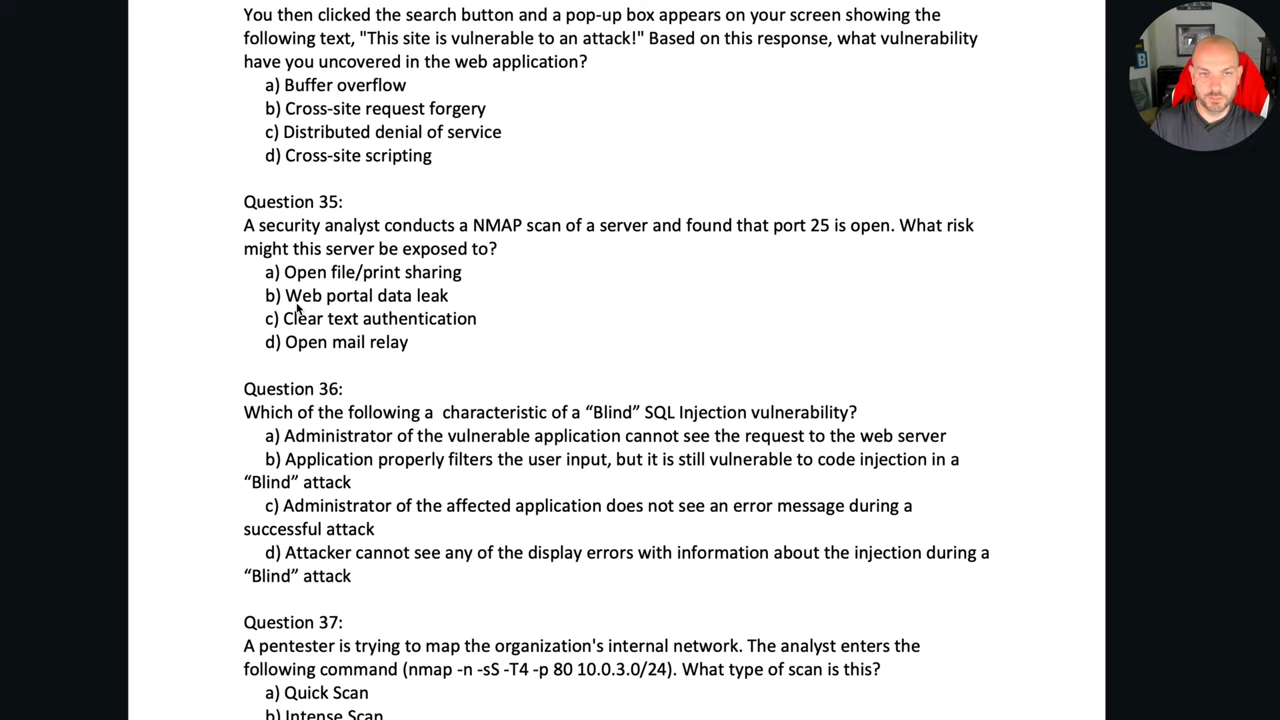 You then clicked the search button and a pop-up box appears on your screen showing the
following text, "This site is vulnerable to an attack!" Based on this response, what vulnerability
have you uncovered in the web application?
a) Buffer overflow
b) Cross-site request forgery
c) Distributed denial of service
d) Cross-site scripting
Question 35:
A security analyst conducts a NMAP scan of a server and found that port 25 is open. What risk
might this server be exposed to?
a) Open file/print sharing
b) Web portal data leak
c) Clear text authentication
d) Open mail relay
Question 36:
Which of the following a  characteristic of a “Blind” SQL Injection vulnerability?
a) Administrator of the vulnerable application cannot see the request to the web server
b) Application properly filters the user input, but it is still vulnerable to code injection in a
“Blind” attack
c) Administrator of the affected application does not see an error message during a
successful attack
d) Attacker cannot see any of the display errors with information about the injection during a
“Blind” attack
Question 37:
A pentester is trying to map the organization's internal network. The analyst enters the
following command (nmap -n -sS -T4 -p 80 10.0.3.0/24). What type of scan is this?
a) Quick Scan
b) Intense Scan